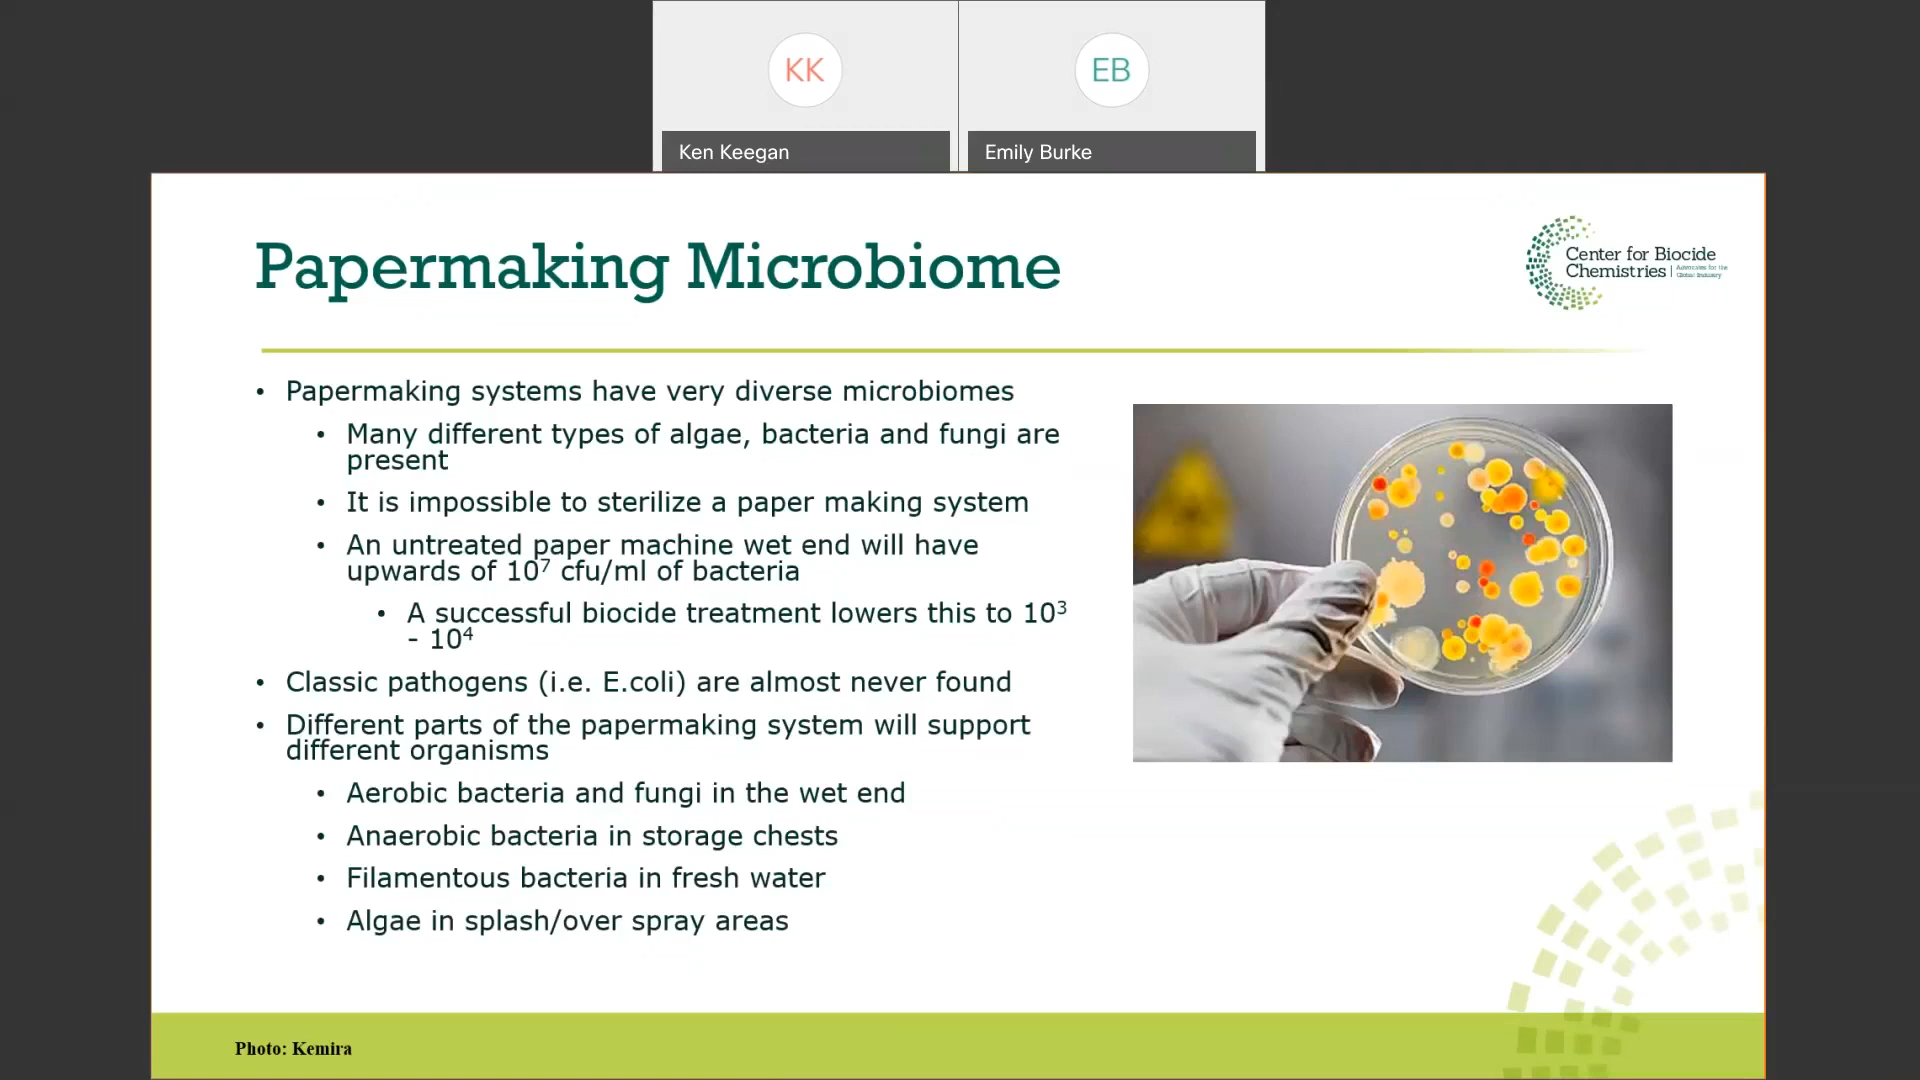 KK
EB
Ken Keegan
Emily Burke
Papermaking Microbiome
Center for Biocide
Chemistries | Advocates for the
Global Industry
• Papermaking systems have very diverse microbiomes
• Many different types of algae, bacteria and fungi are
present
• It is impossible to sterilize a paper making system
• An untreated paper machine wet end will have
upwards of 10⁷ cfu/ml of bacteria
• A successful biocide treatment lowers this to 10³
- 10⁴
• Classic pathogens (i.e. E.coli) are almost never found
• Different parts of the papermaking system will support
different organisms
• Aerobic bacteria and fungi in the wet end
• Anaerobic bacteria in storage chests
• Filamentous bacteria in fresh water
• Algae in splash/over spray areas
Photo: Kemira